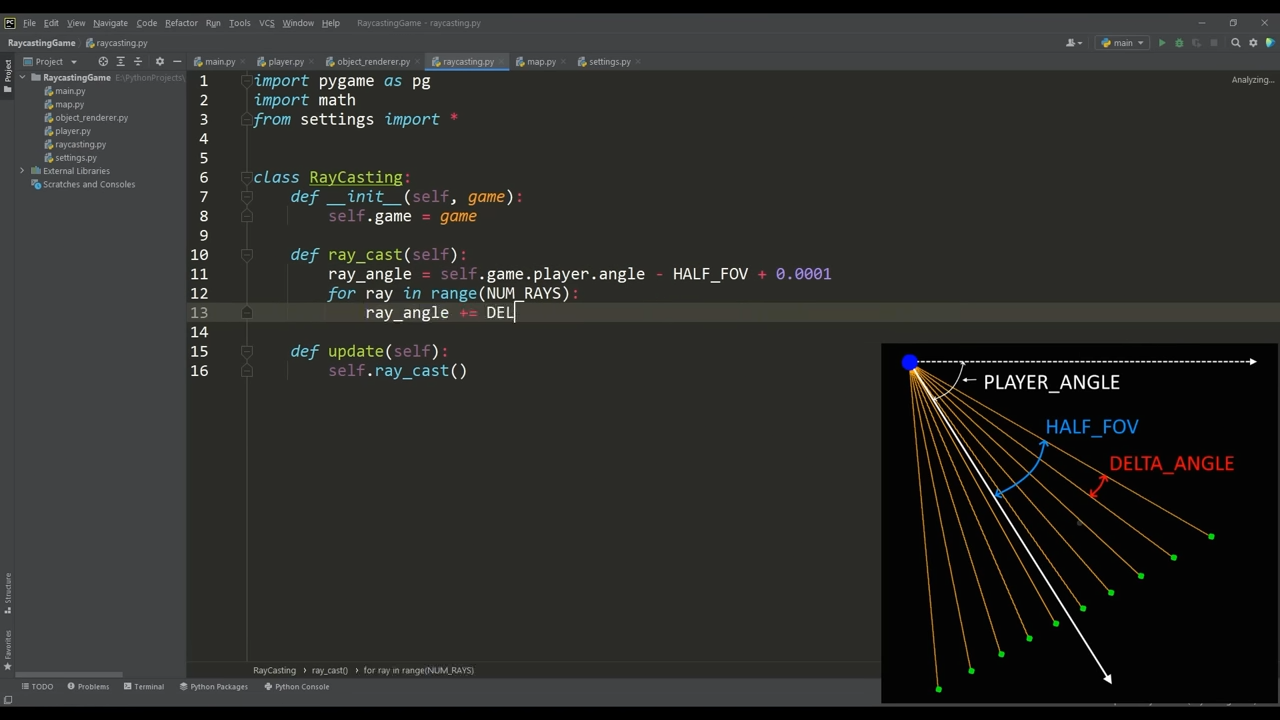 File Edit View Navigate Code Refactor Run Tools VCS Window Help RaycastingGame - raycasting.py
RaycastingGame raycasting.py main
Project main.py player.py object_renderer.py raycasting.py map.py settings.py
Project
RaycastingGame E:\PythonProjects\
main.py
map.py
object_renderer.py
player.py
raycasting.py
settings.py
External Libraries
Scratches and Consoles
Analyzing...
1 import pygame as pg
2 import math
3 from settings import *
4
5
6 class RayCasting:
7 def __init__(self, game):
8 self.game = game
9
10 def ray_cast(self):
11 ray_angle = self.game.player.angle - HALF_FOV + 0.0001
12 for ray in range(NUM_RAYS):
13 ray_angle += DEL
14
15 def update(self):
16 self.ray_cast()
PLAYER_ANGLE
HALF_FOV
DELTA_ANGLE
Structure
Favorites
RayCasting ray_cast() for ray in range(NUM_RAYS)
TODO Problems Terminal Python Packages Python Console